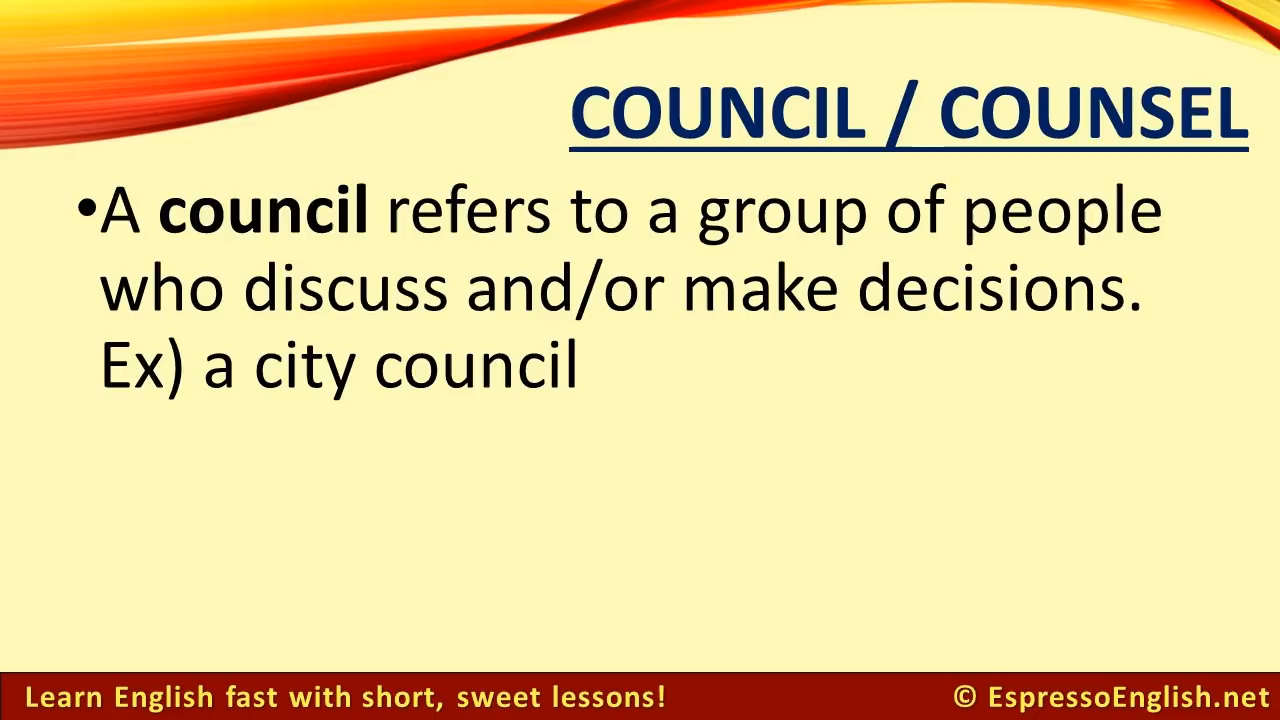 COUNCIL / COUNSEL
•A council refers to a group of people
who discuss and/or make decisions.
Ex) a city council
Learn English fast with short, sweet lessons!
© EspressoEnglish.net